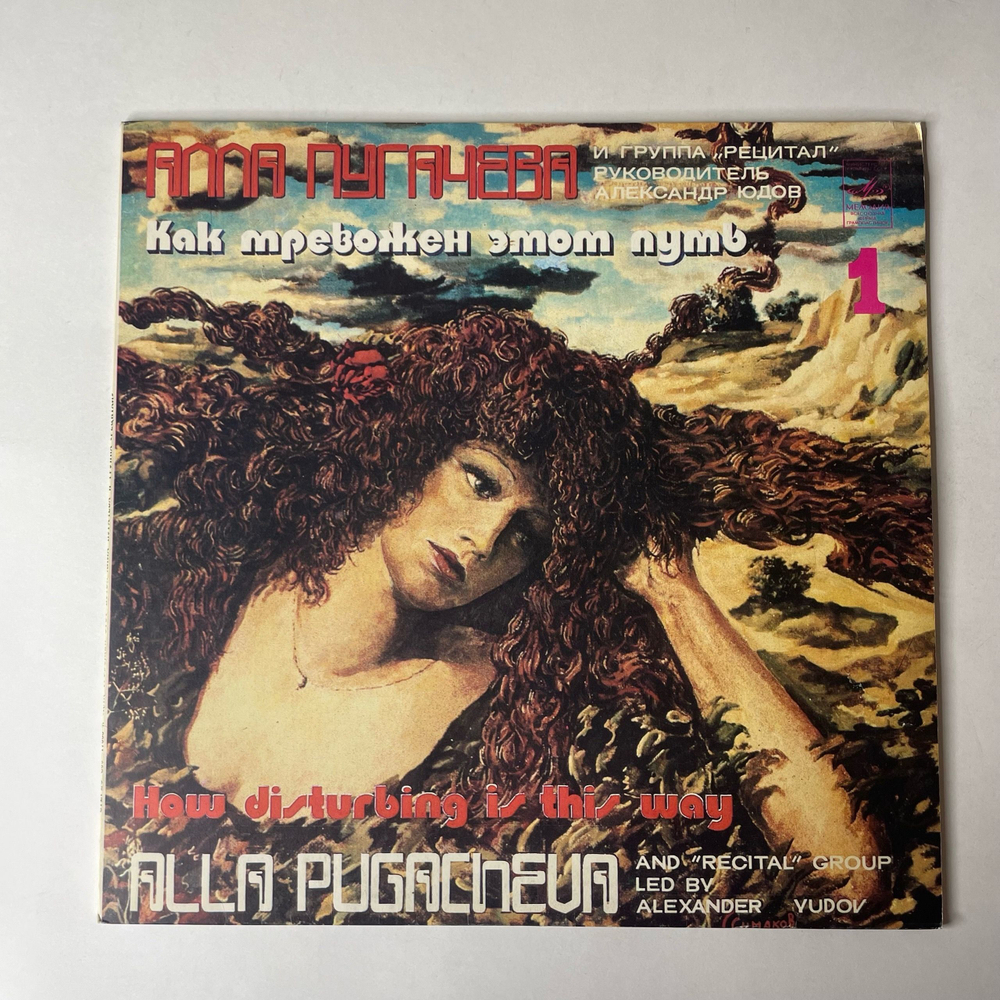 АЛЛА ПУГАЧЕВА
И ГРУППА „РЕЦИТАЛ“
РУКОВОДИТЕЛЬ
АЛЕКСАНДР ЮДОВ
Как тревожен этот путь
1
How disturbing is this way
ALLA PUGAChEVA
AND "RECITAL" GROUP
LED BY
ALEXANDER YUDOV